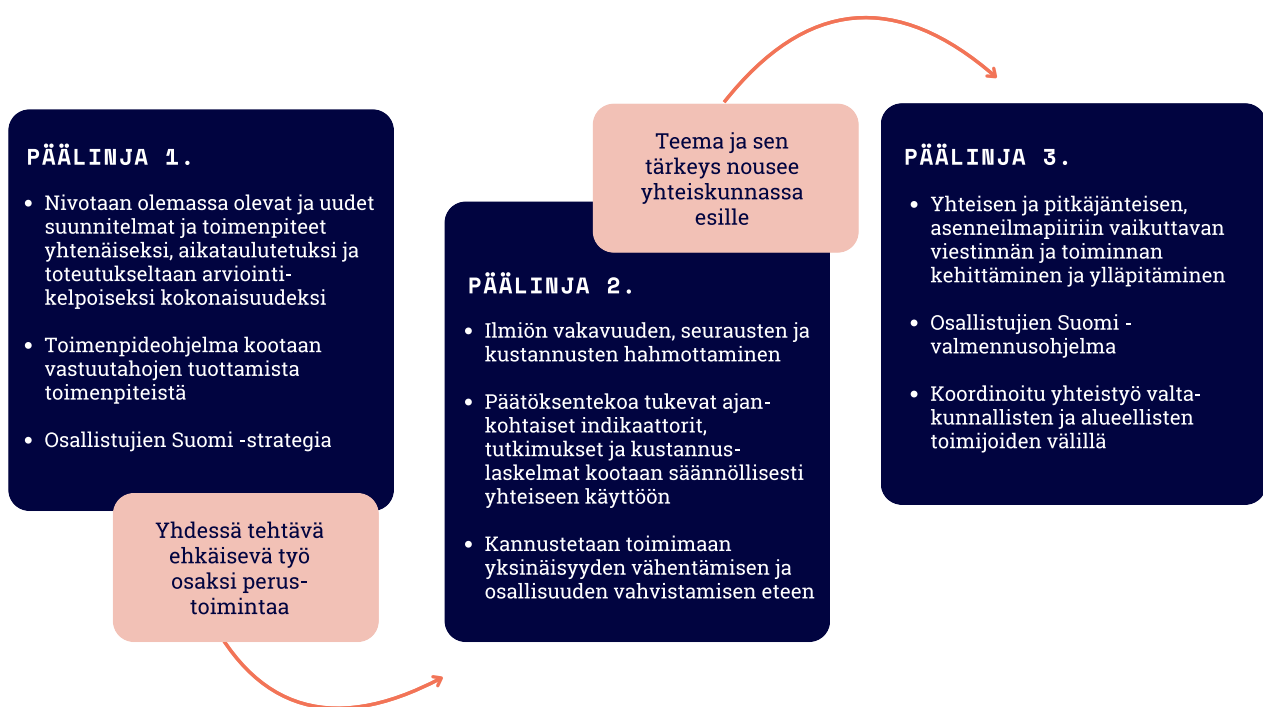 PÄÄLINJA 1.
Nivotaan olemassa olevat ja uudet
suunnitelmat ja toimenpiteet
yhtenäiseksi, aikataulutetuksi ja
toteutukseltaan arviointi-
kelpoiseksi kokonaisuudeksi
Toimenpideohjelma kootaan
vastuutahojen tuottamista
toimenpiteistä
Osallistujien Suomi -strategia
Yhdessä tehtävä
ehkäisevä työ
osaksi perus-
toimintaa
Teema ja sen
tärkeys nousee
yhteiskunnassa
esille
PÄÄLINJA 2.
Ilmiön vakavuuden, seurausten ja
kustannusten hahmottaminen
Päätöksentekoa tukevat ajan-
kohtaiset indikaattorit,
tutkimukset ja kustannus-
laskelmat kootaan säännöllisesti
yhteiseen käyttöön
Kannustetaan toimimaan
yksinäisyyden vähentämisen ja
osallisuuden vahvistamisen eteen
PÄÄLINJA 3.
Yhteisen ja pitkäjänteisen,
asenneilmapiiriin vaikuttavan
viestinnän ja toiminnan
kehittäminen ja ylläpitäminen
Osallistujien Suomi -
valmennusohjelma
Koordinoitu yhteistyö valta-
kunnallisten ja alueellisten
toimijoiden välillä